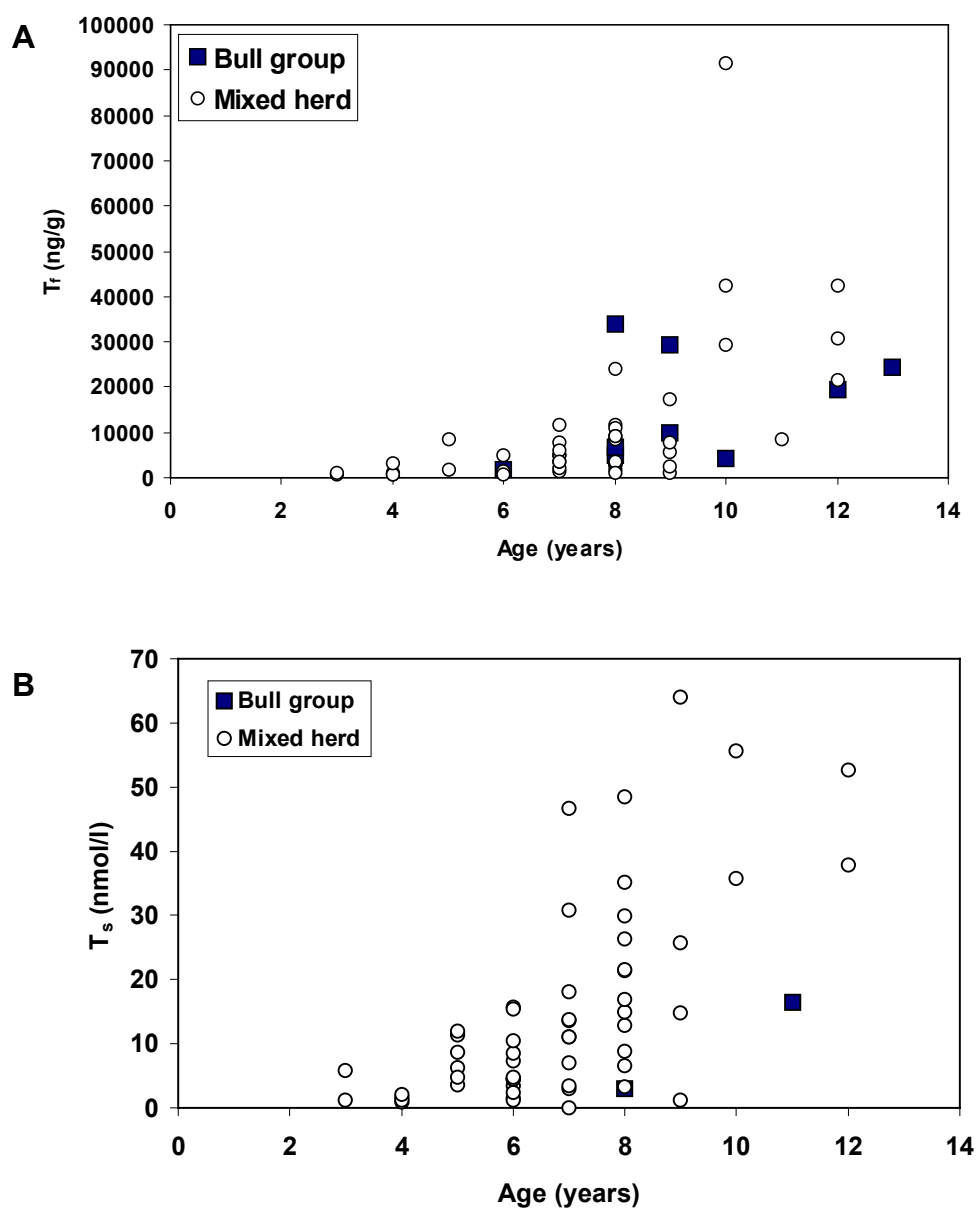 A
100000
90000
80000
70000
60000
50000
40000
30000
20000
10000
0
Tf (ng/g)
Bull group
Mixed herd
0 2 4 6 8 10 12 14
Age (years)
B
70
60
50
40
30
20
10
0
Ts (nmol/l)
Bull group
Mixed herd
0 2 4 6 8 10 12 14
Age (years)